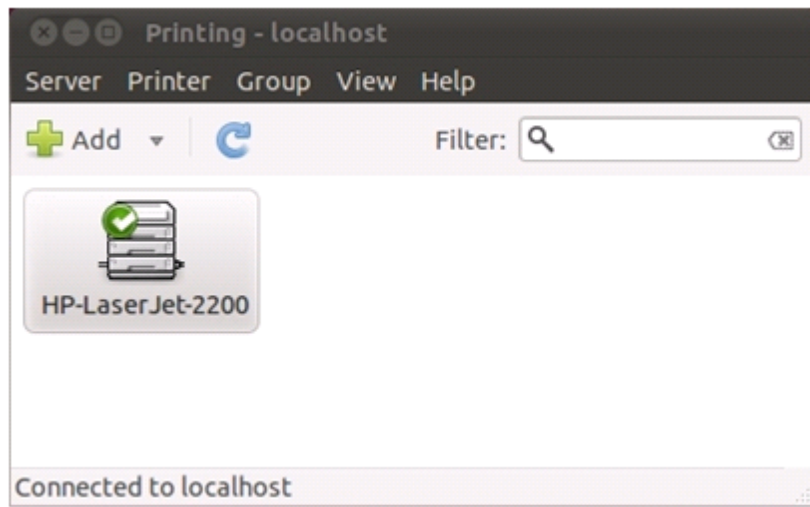 Printing - localhost
Server Printer Group View Help
Add Filter:
HP-LaserJet-2200
Connected to localhost